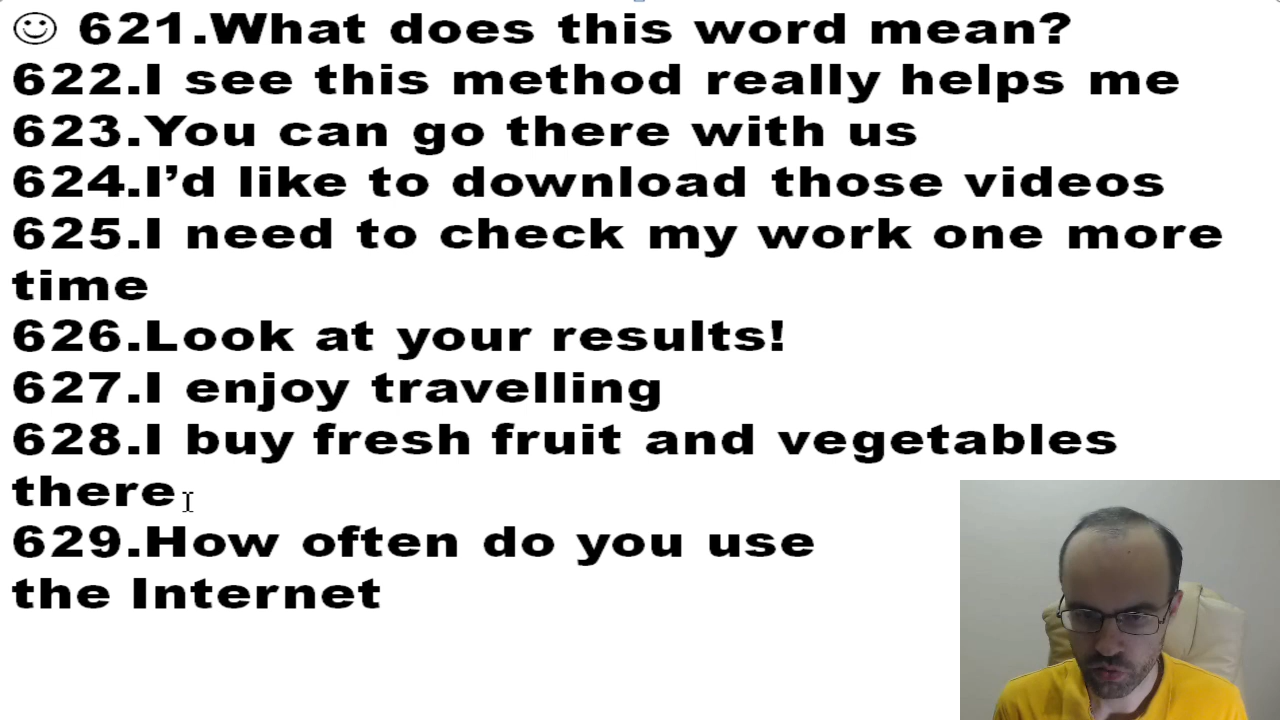 ☺ 621.What does this word mean?
622.I see this method really helps me
623.You can go there with us
624.I’d like to download those videos
625.I need to check my work one more
time
626.Look at your results!
627.I enjoy travelling
628.I buy fresh fruit and vegetables
there
629.How often do you use
the Internet